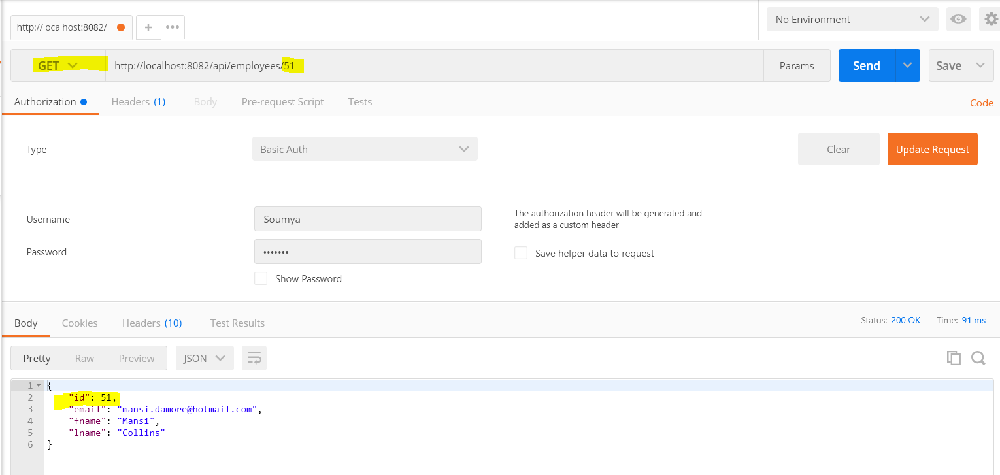 http://localhost:8082/
No Environment
GET http://localhost:8082/api/employees/51 Params Send Save
Authorization Headers (1) Body Pre-request Script Tests Code
Type Basic Auth Clear Update Request
Username Soumya
The authorization header will be generated and
added as a custom header
Password •••••••
Save helper data to request
Show Password
Body Cookies Headers (10) Test Results Status: 200 OK Time: 91 ms
Pretty Raw Preview JSON
1 {
2 "id": 51,
3 "email": "mansi.damore@hotmail.com",
4 "fname": "Mansi",
5 "lname": "Collins"
6 }